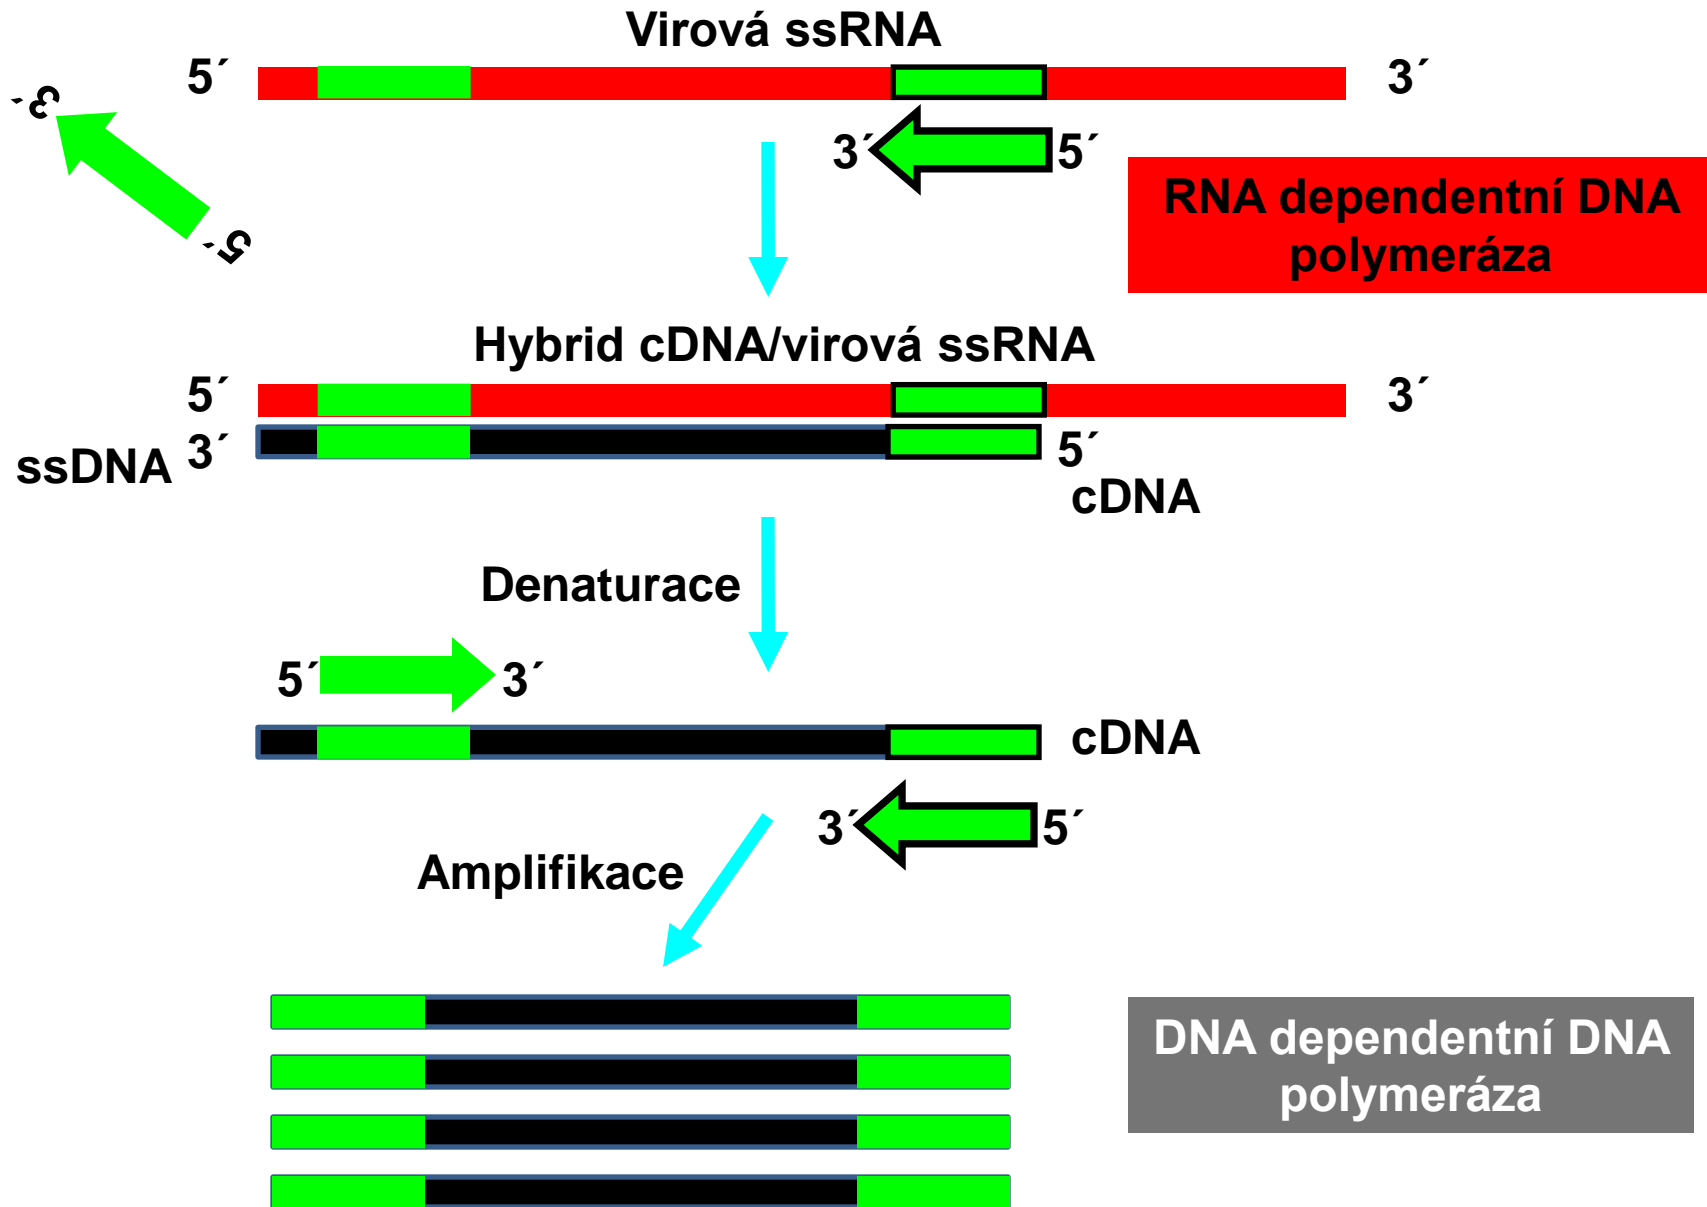 Virová ssRNA
5´ 3´
3´
3´ 5´
5´
RNA dependentní DNA
polymeráza
Hybrid cDNA/virová ssRNA
5´ 3´
ssDNA 3´ 5´
cDNA
Denaturace
5´ 3´
cDNA
3´ 5´
Amplifikace
DNA dependentní DNA
polymeráza